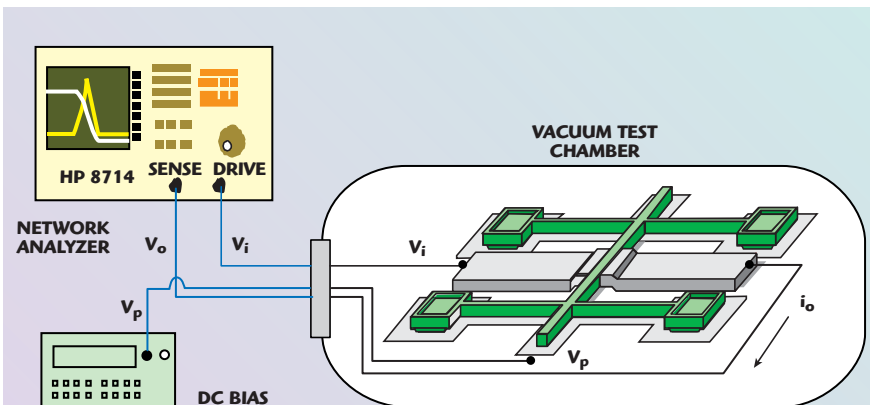 VACUUM TEST
CHAMBER
HP 8714
SENSE
DRIVE
NETWORK
ANALYZER
Vo
Vi
Vi
io
Vp
Vp
DC BIAS